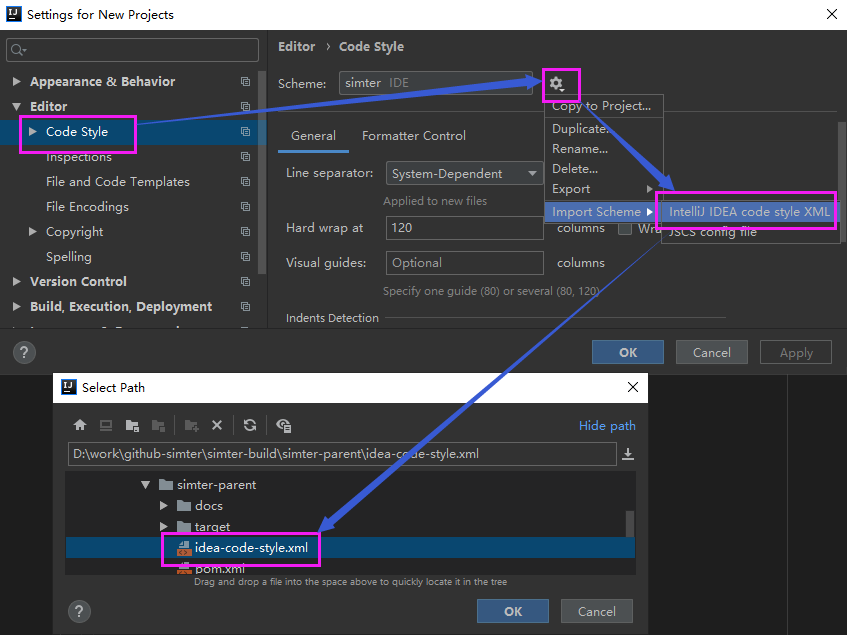 Settings for New Projects
Appearance & Behavior
Editor
Code Style
Inspections
File and Code Templates
File Encodings
Copyright
Spelling
Version Control
Build, Execution, Deployment
Editor › Code Style
Scheme: simter IDE
General Formatter Control
Line separator: System-Dependent
Applied to new files
Hard wrap at 120 columns
Visual guides: Optional columns
Specify one guide (80) or several (80, 120)
Indents Detection
Copy to Project...
Duplicate...
Rename...
Delete...
Export
Import Scheme
IntelliJ IDEA code style XML
JSCS config file
? OK Cancel Apply
Select Path
Hide path
D:\work\github-simter\simter-build\simter-parent\idea-code-style.xml
simter-parent
docs
target
idea-code-style.xml
pom.xml
Drag and drop a file into the space above to quickly locate it in the tree
? OK Cancel